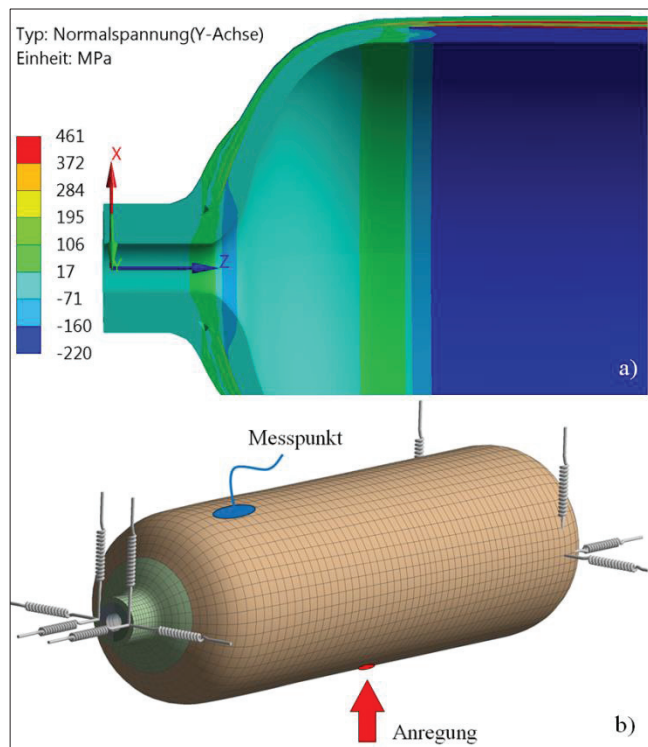 Typ: Normalspannung(Y-Achse)
Einheit: MPa
461
372
284
195
106
17
-71
-160
-220
X
Y
Z
a)
Messpunkt
Anregung
b)